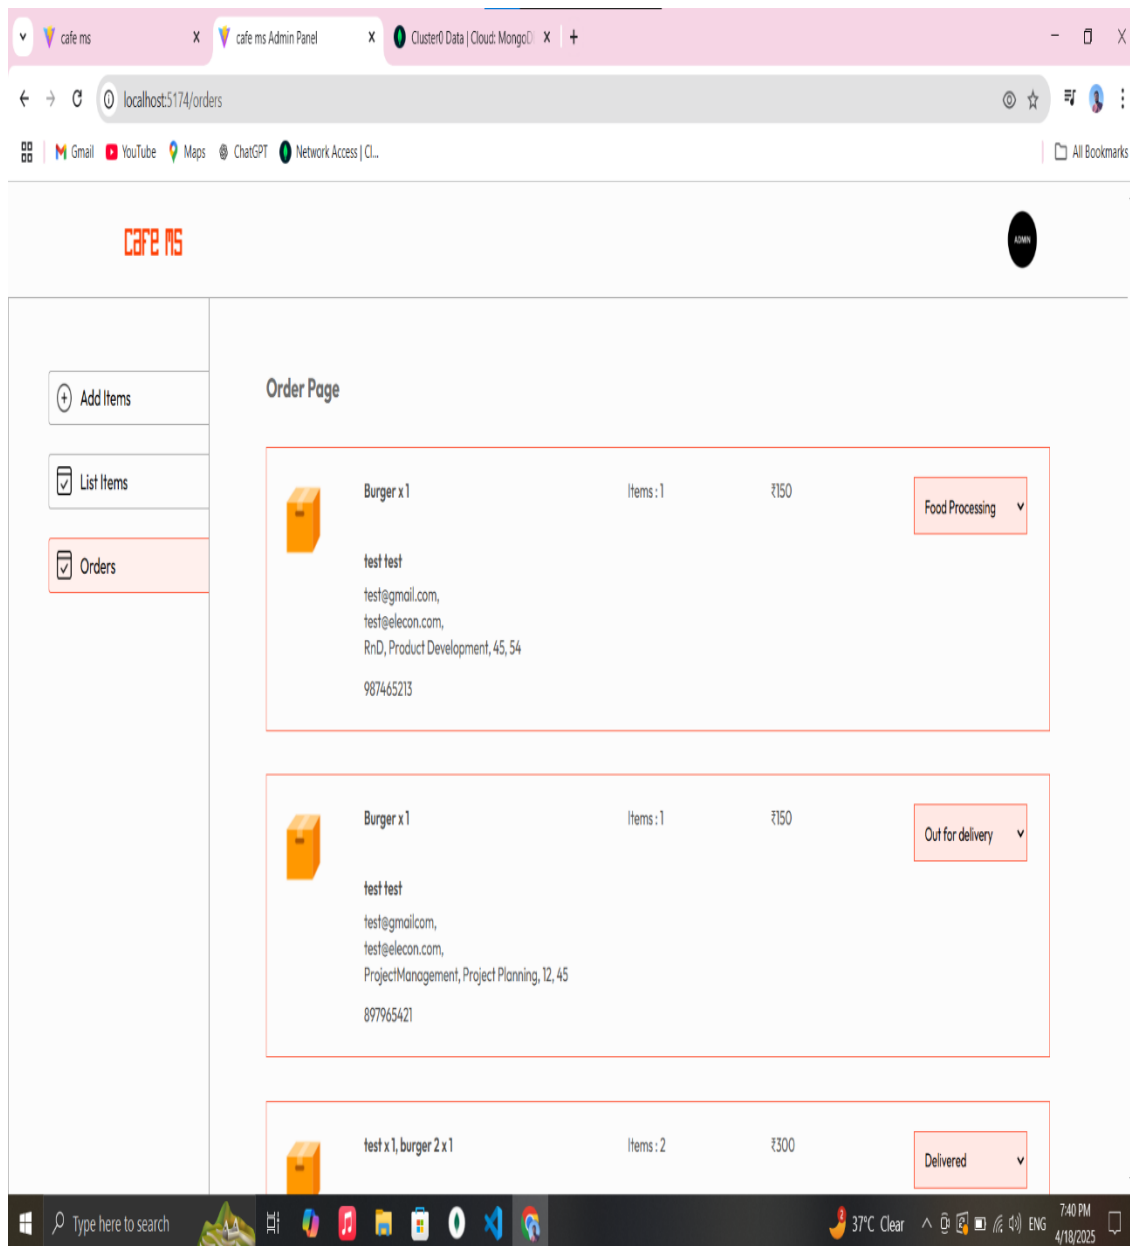 cafe ms
cafe ms Admin Panel
Cluster0 Data | Cloud: MongoD
localhost:5174/orders
Gmail
YouTube
Maps
ChatGPT
Network Access | Cl...
All Bookmarks
cafe ms
ADMIN
Add Items
List Items
Orders
Order Page
Burger x 1
Items : 1
₹150
Food Processing
test test
test@gmail.com,
test@elecon.com,
RnD, Product Development, 45, 54
987465213
Burger x 1
Items : 1
₹150
Out for delivery
test test
test@gmailcom,
test@elecon.com,
ProjectManagement, Project Planning, 12, 45
897965421
test x 1, burger 2 x 1
Items : 2
₹300
Delivered
Type here to search
2
37°C Clear
ENG
7:40 PM
4/18/2025